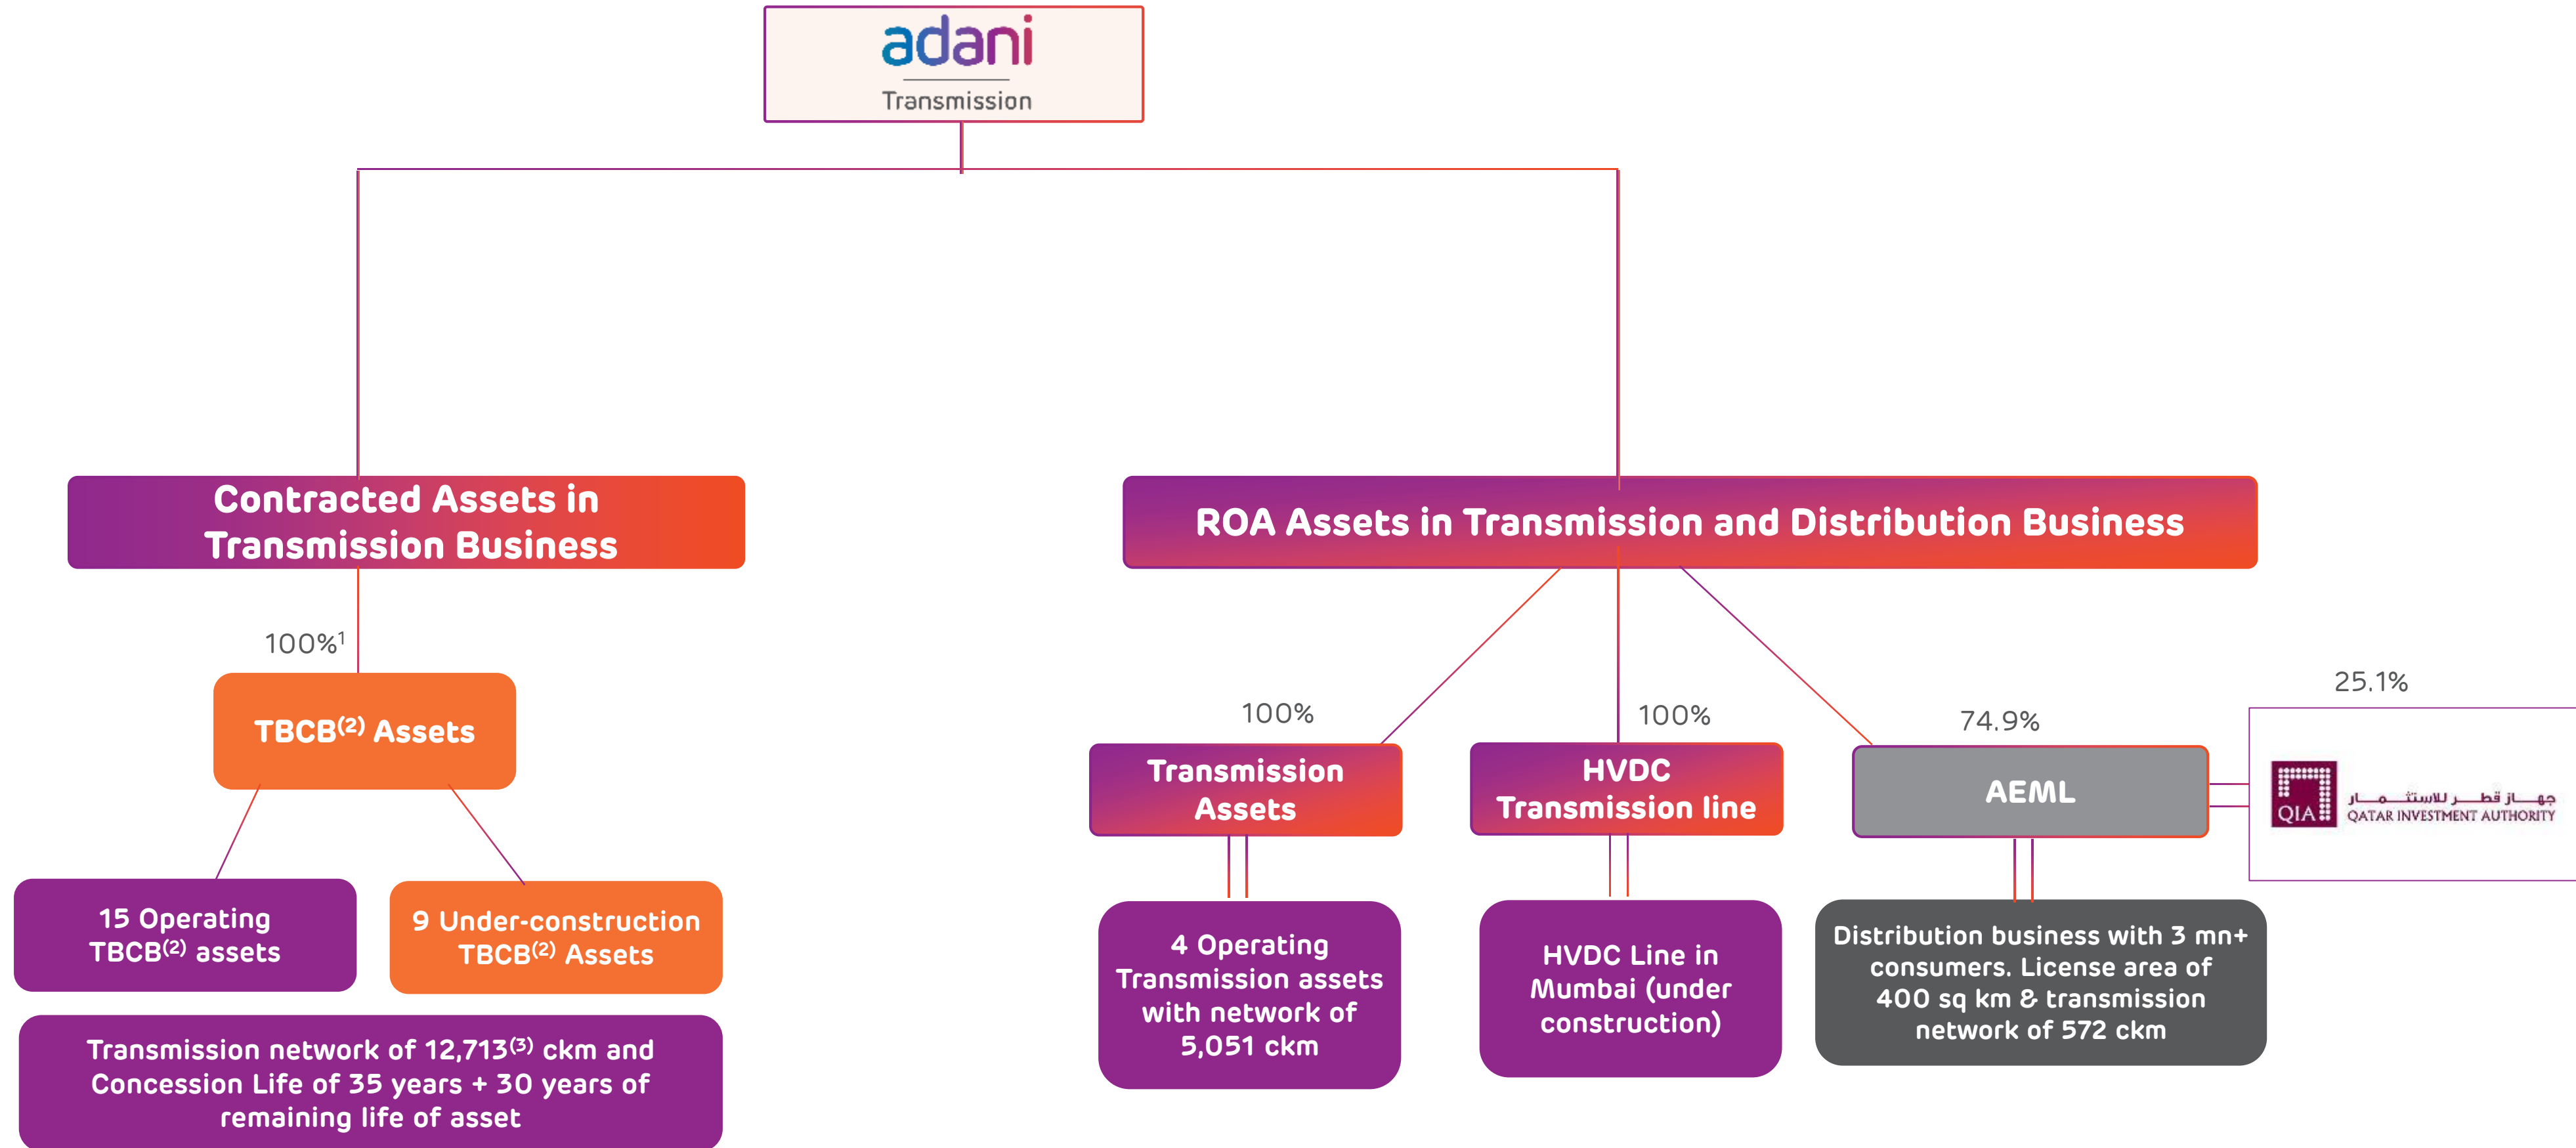 adani
Transmission
Contracted Assets in
Transmission Business
ROA Assets in Transmission and Distribution Business
100%¹
TBCB⁽²⁾ Assets
15 Operating
TBCB⁽²⁾ assets
9 Under-construction
TBCB⁽²⁾ Assets
Transmission network of 12,713⁽³⁾ ckm and
Concession Life of 35 years + 30 years of
remaining life of asset
100%
Transmission
Assets
4 Operating
Transmission assets
with network of
5,051 ckm
100%
HVDC
Transmission line
HVDC Line in
Mumbai (under
construction)
74.9%
AEML
Distribution business with 3 mn+
consumers. License area of
400 sq km & transmission
network of 572 ckm
25.1%
QIA
جهاز قطر للاستثمار
QATAR INVESTMENT AUTHORITY